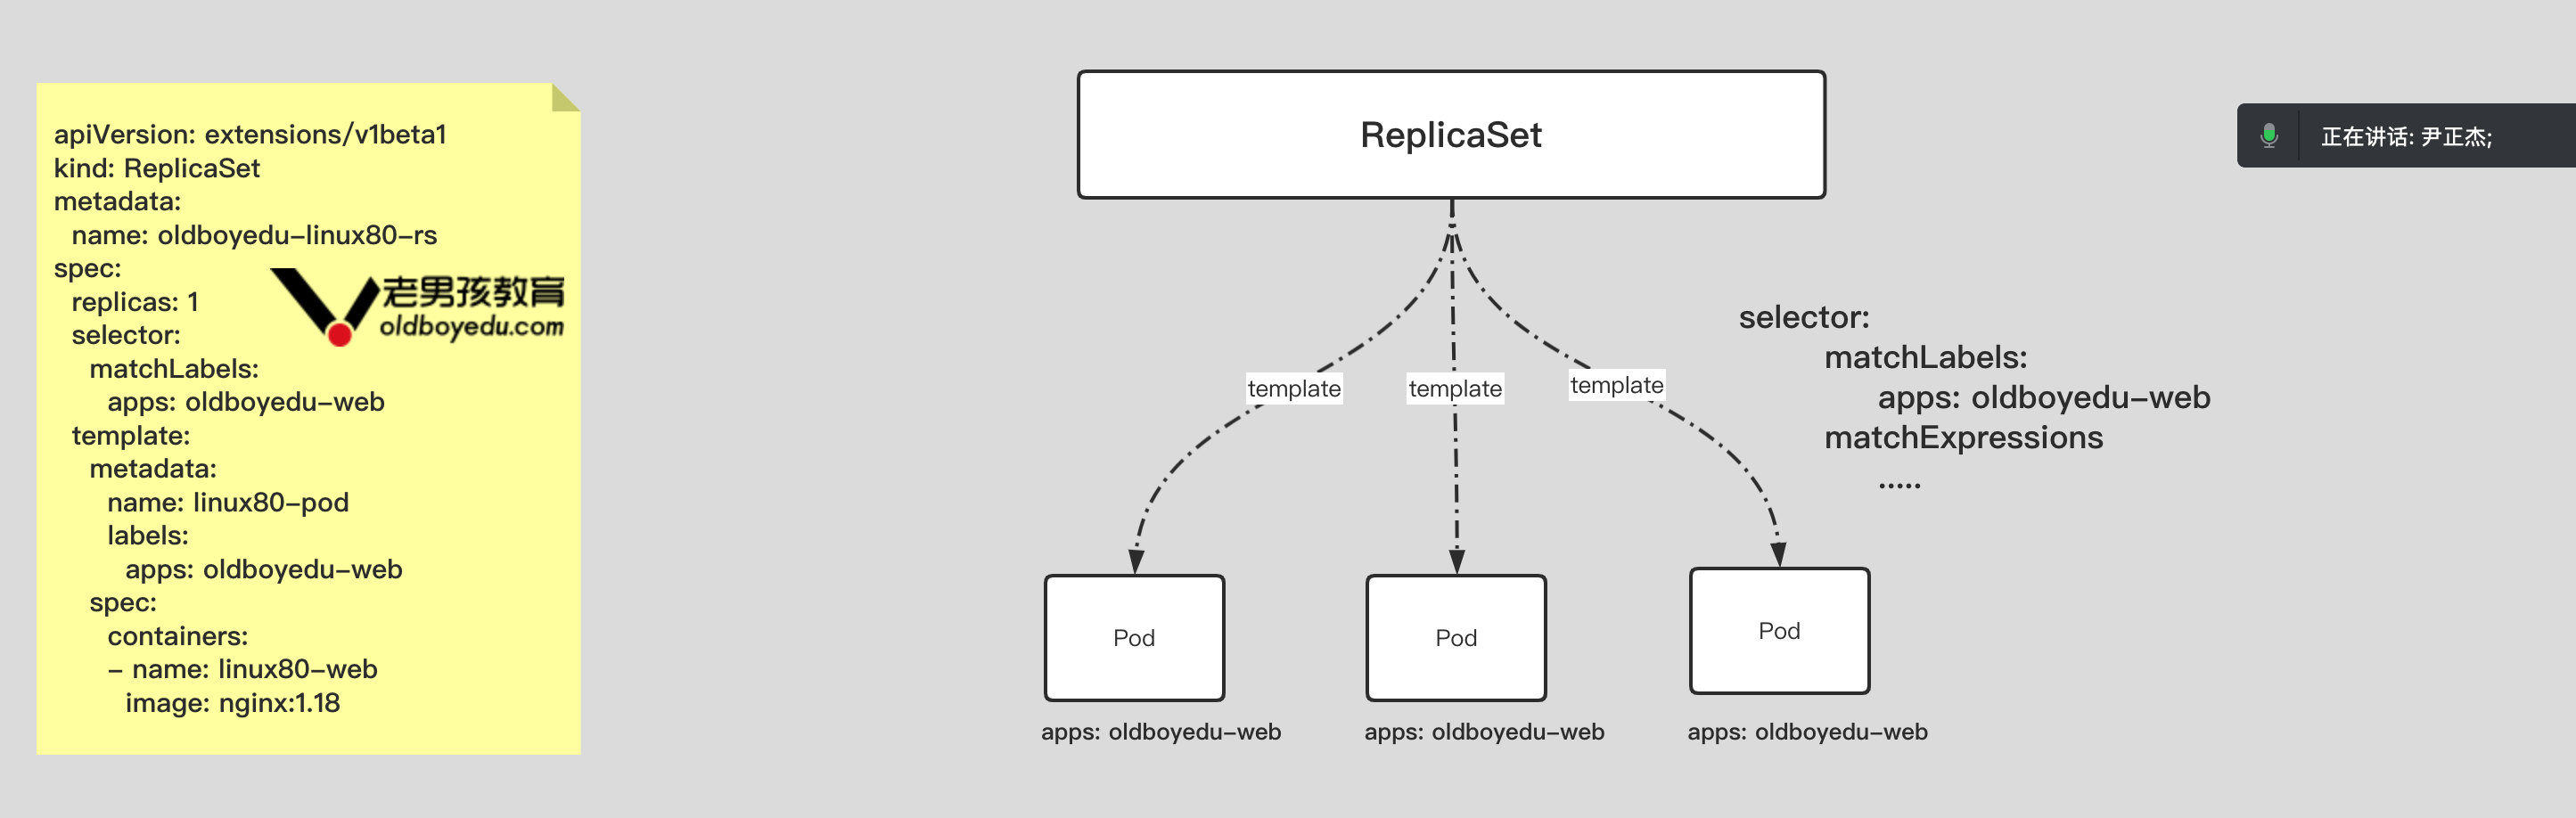 apiVersion: extensions/v1beta1
kind: ReplicaSet
metadata:
  name: oldboyedu-linux80-rs
spec:
  replicas: 1
  selector:
    matchLabels:
      apps: oldboyedu-web
  template:
    metadata:
      name: linux80-pod
      labels:
        apps: oldboyedu-web
    spec:
      containers:
      - name: linux80-web
        image: nginx:1.18
老男孩教育
oldboyedu.com
ReplicaSet
template
template
template
selector:
matchLabels:
apps: oldboyedu-web
matchExpressions
.....
Pod
Pod
Pod
apps: oldboyedu-web
apps: oldboyedu-web
apps: oldboyedu-web
正在讲话: 尹正杰;